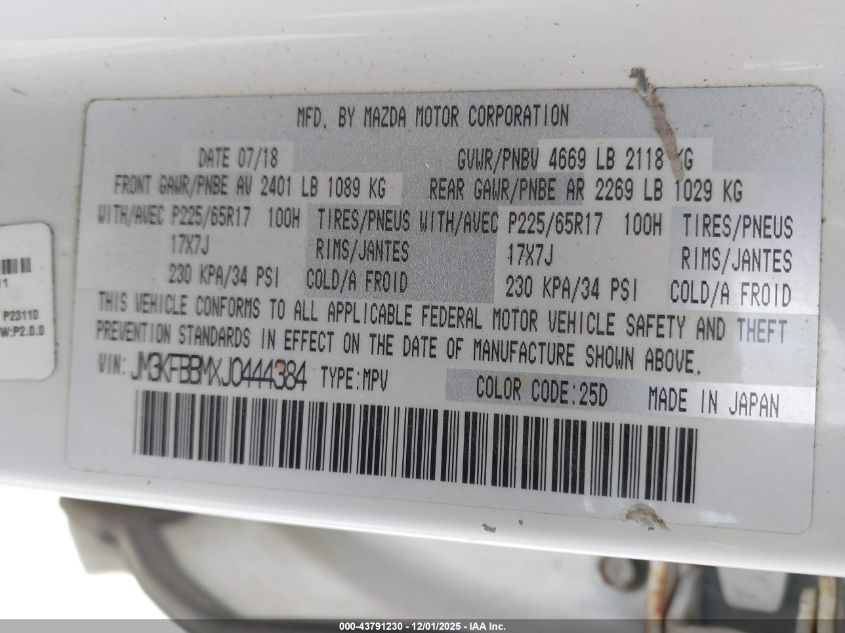 MFD. BY MAZDA MOTOR CORPORATION
DATE 07/18 GVWR/PNBV 4669 LB 2118 KG
FRONT GAWR/PNBE AV 2401 LB 1089 KG REAR GAWR/PNBE AR 2269 LB 1029 KG
WITH/AVEC P225/65R17 100H TIRES/PNEUS WITH/AVEC P225/65R17 100H TIRES/PNEUS
17X7J RIMS/JANTES 17X7J RIMS/JANTES
230 KPA/34 PSI COLD/A FROID 230 KPA/34 PSI COLD/A FROID
THIS VEHICLE CONFORMS TO ALL APPLICABLE FEDERAL MOTOR VEHICLE SAFETY AND THEFT
PREVENTION STANDARDS IN EFFECT ON THE DATE OF MANUFACTURE SHOWN ABOVE.
VIN: JM3KFBBMXJ0444384 TYPE:MPV COLOR CODE:25D MADE IN JAPAN
P23110
W:P2.0.0
000-43791230 - 12/01/2025 - IAA Inc.